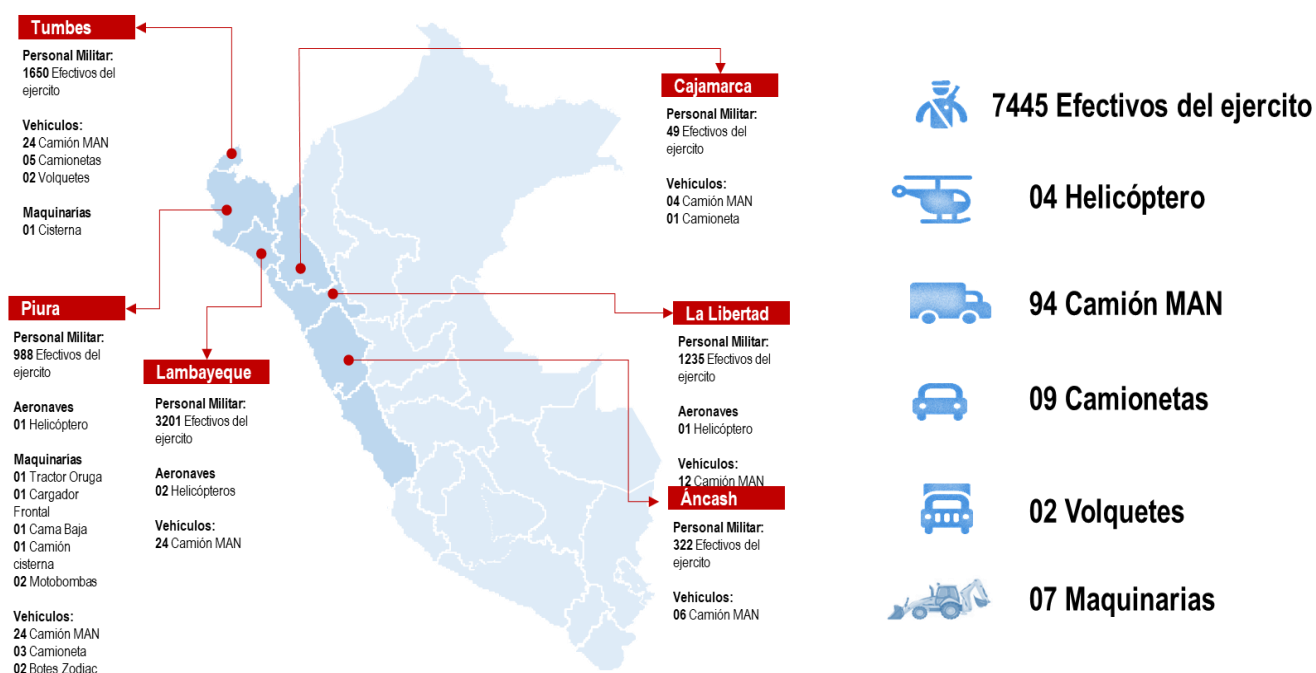 Tumbes
Personal Militar:
1650 Efectivos del
ejercito
Vehiculos:
24 Camión MAN
05 Camionetas
02 Volquetes
Maquinarias
01 Cisterna
Piura
Personal Militar:
988 Efectivos del
ejercito
Aeronaves
01 Helicóptero
Maquinarias
01 Tractor Oruga
01 Cargador
Frontal
01 Cama Baja
01 Camión
cisterna
02 Motobombas
Vehiculos:
24 Camión MAN
03 Camioneta
02 Botes Zodiac
Lambayeque
Personal Militar:
3201 Efectivos del
ejercito
Aeronaves
02 Helicópteros
Vehiculos:
24 Camión MAN
Cajamarca
Personal Militar:
49 Efectivos del
ejercito
Vehículos:
04 Camión MAN
01 Camioneta
La Libertad
Personal Militar:
1235 Efectivos del
ejercito
Aeronaves
01 Helicóptero
Vehículos:
12 Camión MAN
Áncash
Personal Militar:
322 Efectivos del
ejercito
Vehículos:
06 Camión MAN
7445 Efectivos del ejercito
04 Helicóptero
94 Camión MAN
09 Camionetas
02 Volquetes
07 Maquinarias